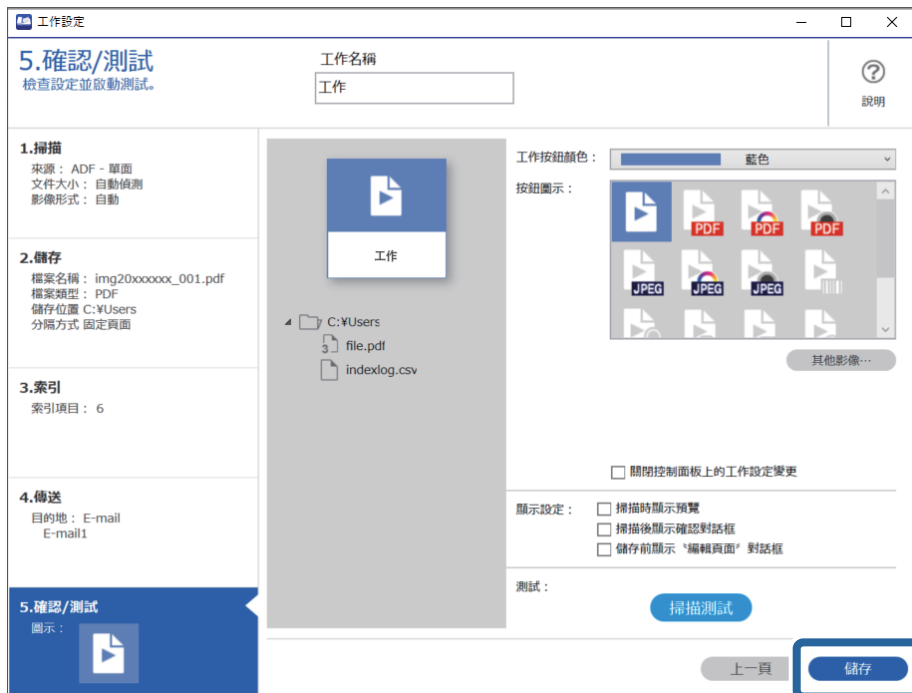 工作設定
5.確認/測試
檢查設定並啟動測試。
工作名稱
工作
說明
1.掃描
來源： ADF - 單面
文件大小： 自動偵測
影像形式： 自動
2.儲存
檔案名稱： img20xxxxxx_001.pdf
檔案類型： PDF
儲存位置 C:¥Users
分隔方式 固定頁面
3.索引
索引項目： 6
4.傳送
目的地： E-mail
E-mail1
5.確認/測試
圖示：
工作
C:¥Users
3 file.pdf
indexlog.csv
工作按鈕顏色：
藍色
按鈕圖示：
PDF PDF PDF
JPEG JPEG JPEG
其他影像…
關閉控制面板上的工作設定變更
顯示設定：
掃描時顯示預覽
掃描後顯示確認對話框
儲存前顯示〝編輯頁面〞對話框
測試：
掃描測試
上一頁
儲存